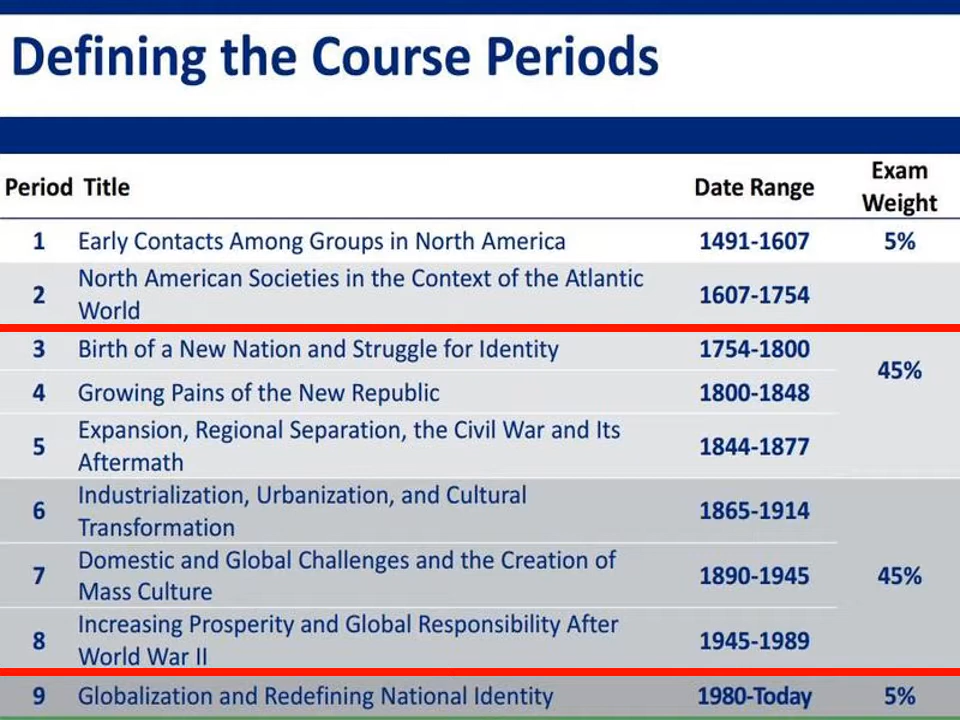 Defining the Course Periods
Period Title Date Range Exam Weight
1 Early Contacts Among Groups in North America 1491-1607 5%
2 North American Societies in the Context of the Atlantic World 1607-1754
3 Birth of a New Nation and Struggle for Identity 1754-1800
45%
4 Growing Pains of the New Republic 1800-1848
5 Expansion, Regional Separation, the Civil War and Its Aftermath 1844-1877
6 Industrialization, Urbanization, and Cultural Transformation 1865-1914
7 Domestic and Global Challenges and the Creation of Mass Culture 1890-1945 45%
8 Increasing Prosperity and Global Responsibility After World War II 1945-1989
9 Globalization and Redefining National Identity 1980-Today 5%